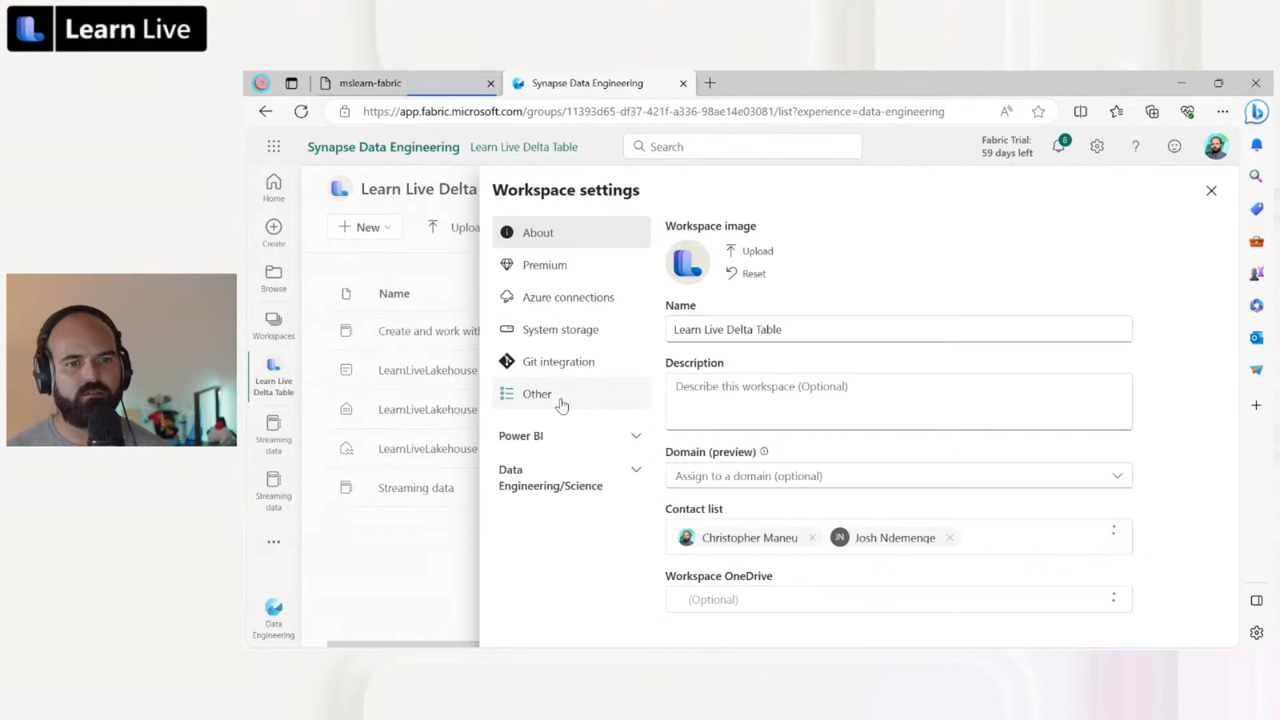 Learn Live
mslearn-fabric
Synapse Data Engineering
https://app.fabric.microsoft.com/groups/11393d65-df37-421f-a336-98ae14e03081/list?experience=data-engineering
Synapse Data Engineering
Learn Live Delta Table
Search
Fabric Trial:
59 days left
8
Home
Create
Browse
Workspaces
Learn Live
Delta Table
Streaming
data
Streaming
data
Data
Engineering
Learn Live Delta
New
Uploa
Name
Create and work with
LearnLiveLakehouse
LearnLiveLakehouse
LearnLiveLakehouse
Streaming data
Workspace settings
About
Premium
Azure connections
System storage
Git integration
Other
Power BI
Data
Engineering/Science
Workspace image
Upload
Reset
Name
Learn Live Delta Table
Description
Describe this workspace (Optional)
Domain (preview)
Assign to a domain (optional)
Contact list
Christopher Maneu
JN
Josh Ndemenge
Workspace OneDrive
(Optional)